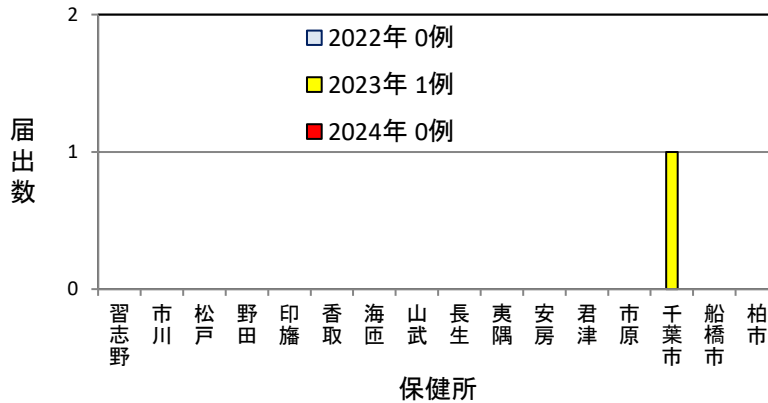 2
2022年 0例
2023年 1例
2024年 0例
届出数
1
0
習志野
市川
松戸
野田
印旛
香取
海匝
山武
長生
夷隅
安房
君津
市原
千葉市
船橋市
柏市
保健所